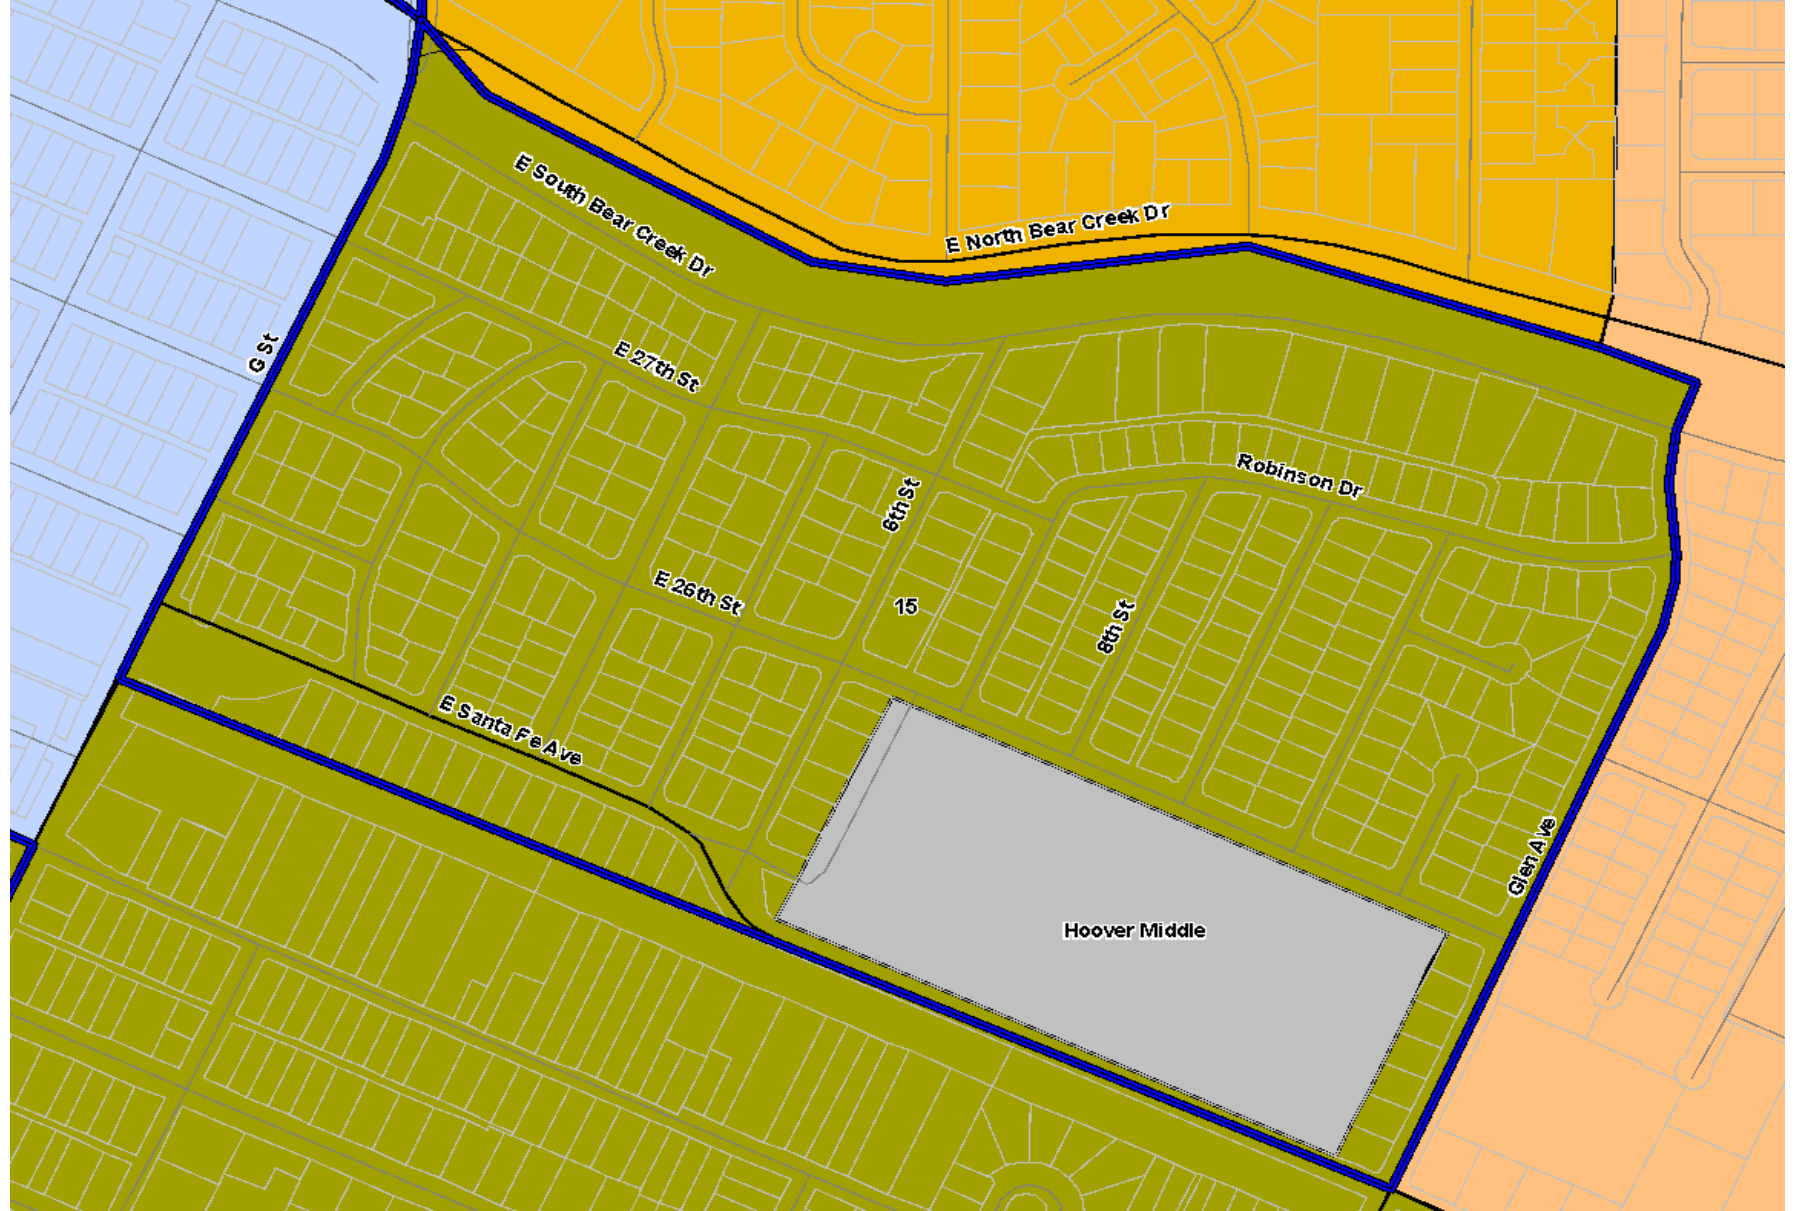 E South Bear Creek Dr
E North Bear Creek Dr
G St
E 27th St
Robinson Dr
6th St
E 26th St
15
8th St
E Santa Fe Ave
Glen Ave
Hoover Middle